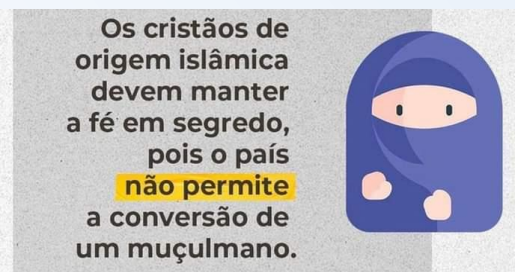 Os cristãos de
origem islâmica
devem manter
a fé em segredo,
pois o país
não permite
a conversão de
um muçulmano.